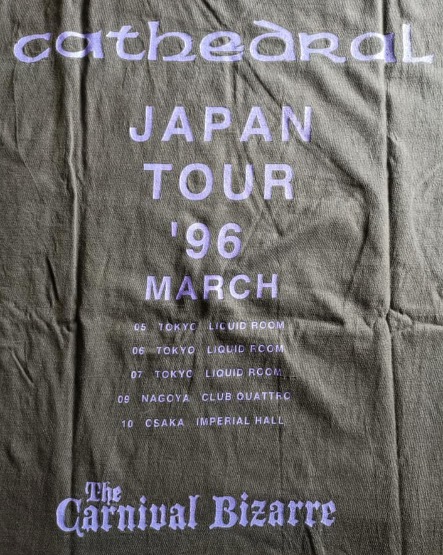 cathedral
JAPAN
TOUR
'96
MARCH
05 TOKYO LIQUID ROOM
06 TOKYO LIQUID ROOM
07 TOKYO LIQUID ROOM
09 NAGOYA CLUB QUATTRO
10 OSAKA IMPERIAL HALL
The
Carnival Bizarre